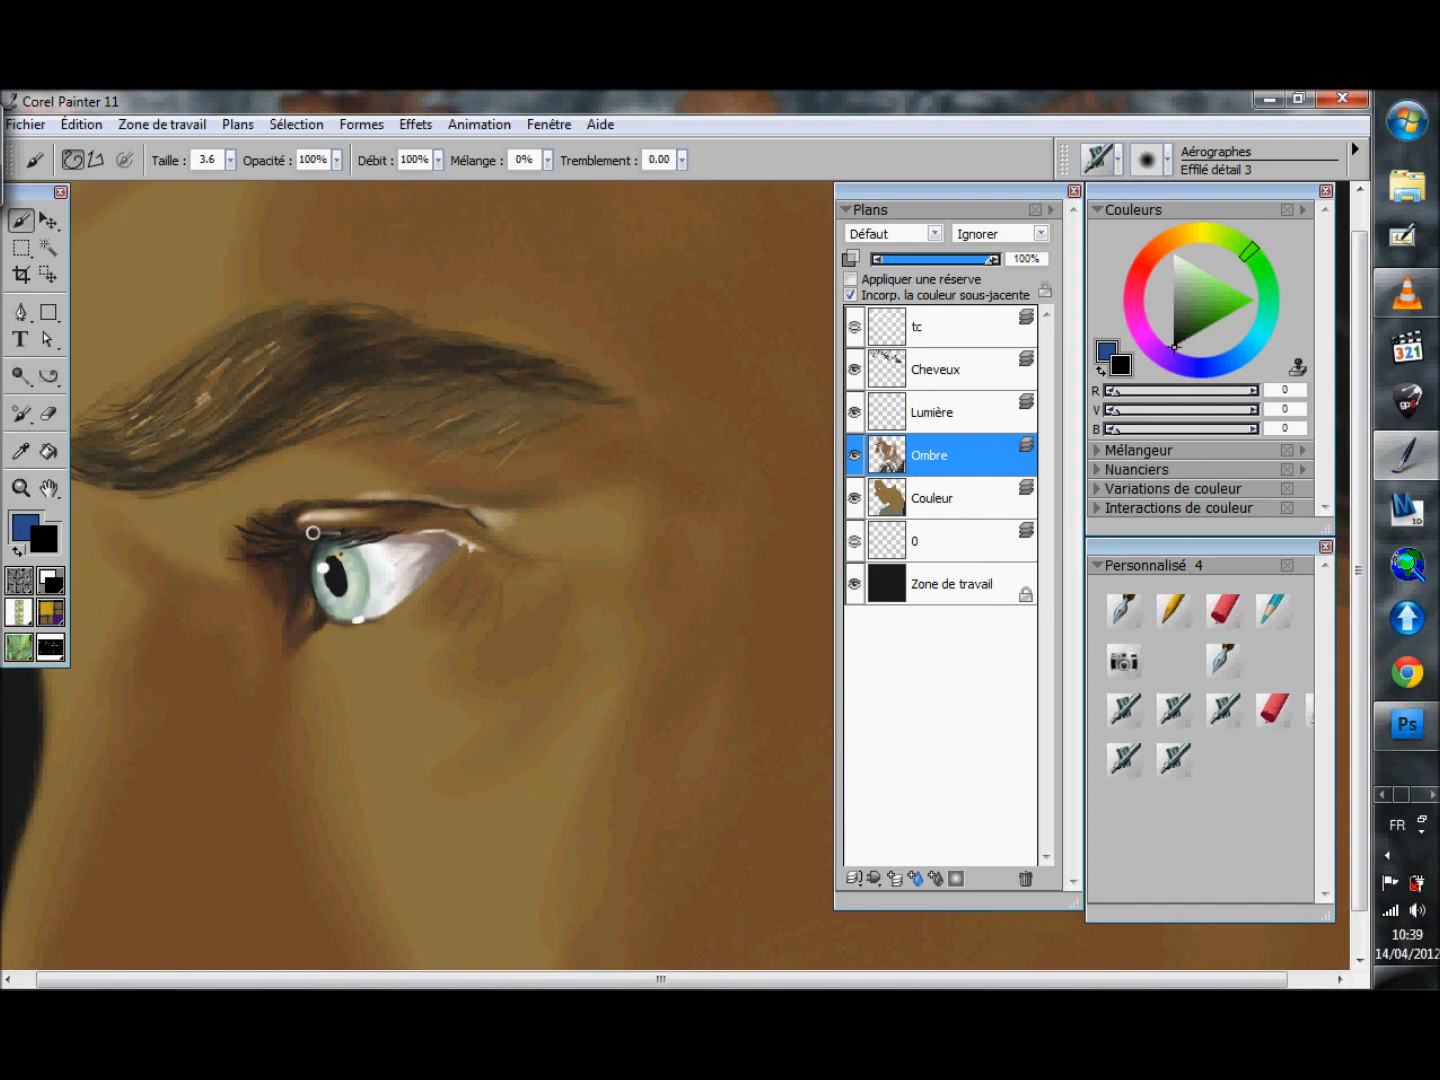 Corel Painter 11
Fichier Édition Zone de travail Plans Sélection Formes Effets Animation Fenêtre Aide
Taille : 3.6 Opacité : 100% Débit : 100% Mélange : 0% Tremblement : 0.00
Aérographes
Effilé détail 3
Plans
Défaut Ignorer
100%
Appliquer une réserve
Incorp. la couleur sous-jacente
tc
Cheveux
Lumière
Ombre
Couleur
0
Zone de travail
Couleurs
R 0
V 0
B 0
Mélangeur
Nuanciers
Variations de couleur
Interactions de couleur
Personnalisé 4
321
3D
Ps
FR
10:39
14/04/2012